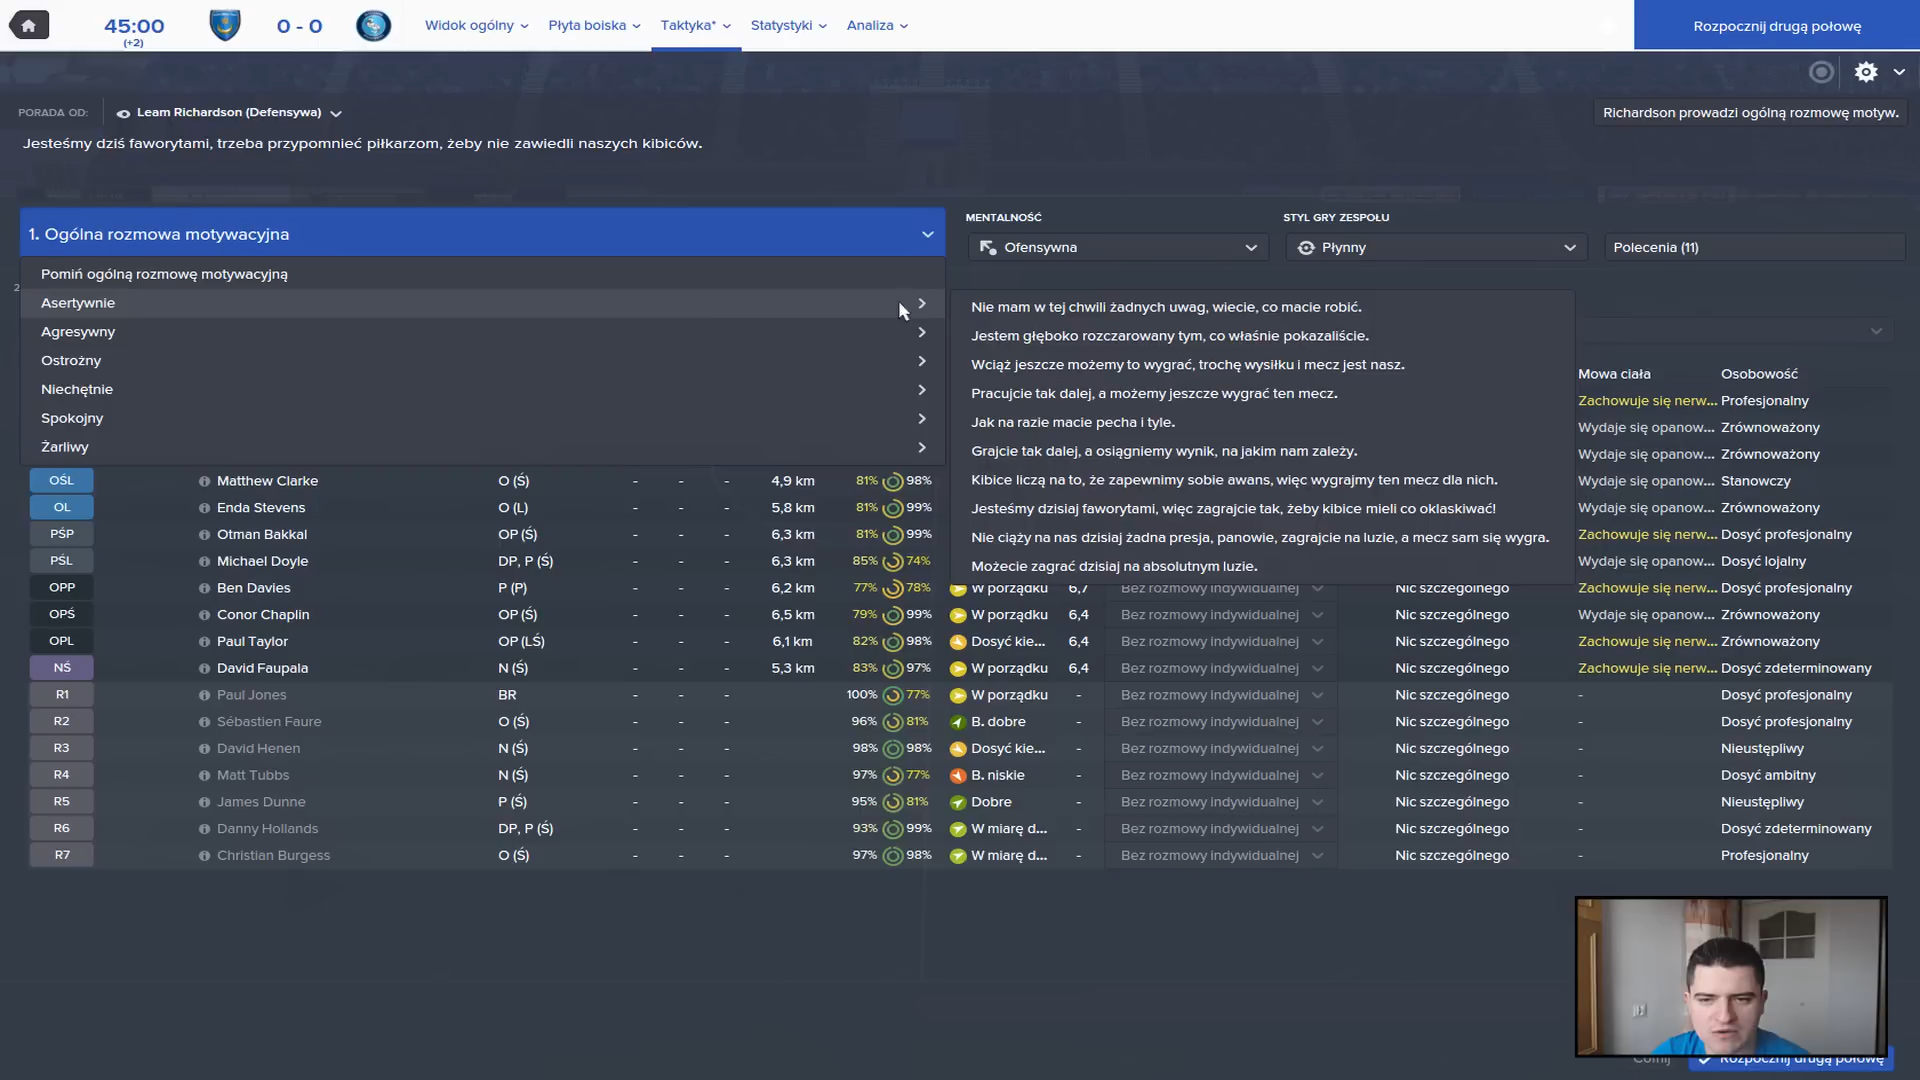 45:00
(+2)
0 - 0
Widok ogólny
Płyta boiska
Taktyka*
Statystyki
Analiza
Rozpocznij drugą połowę
PORADA OD:
Leam Richardson (Defensywa)
Richardson prowadzi ogólną rozmowę motyw.
Jesteśmy dziś faworytami, trzeba przypomnieć piłkarzom, żeby nie zawiedli naszych kibiców.
1. Ogólna rozmowa motywacyjna
MENTALNOŚĆ
STYL GRY ZESPOŁU
Ofensywna
Płynny
Polecenia (11)
Pomiń ogólną rozmowę motywacyjną
Asertywnie
Agresywny
Ostrożny
Niechętnie
Spokojny
Żarliwy
Nie mam w tej chwili żadnych uwag, wiecie, co macie robić.
Jestem głęboko rozczarowany tym, co właśnie pokazaliście.
Wciąż jeszcze możemy to wygrać, trochę wysiłku i mecz jest nasz.
Pracujcie tak dalej, a możemy jeszcze wygrać ten mecz.
Jak na razie macie pecha i tyle.
Grajcie tak dalej, a osiągniemy wynik, na jakim nam zależy.
Kibice liczą na to, że zapewnimy sobie awans, więc wygrajmy ten mecz dla nich.
Jesteśmy dzisiaj faworytami, więc zagrajcie tak, żeby kibice mieli co oklaskiwać!
Nie ciąży na nas dzisiaj żadna presja, panowie, zagrajcie na luzie, a mecz sam się wygra.
Możecie zagrać dzisiaj na absolutnym luzie.
Mowa ciała Osobowość
Zachowuje się nerw... Profesjonalny
Wydaje się opanow... Zrównoważony
Wydaje się opanow... Zrównoważony
OŚL Matthew Clarke O (Ś) - - - 4,9 km 81% 98% Wydaje się opanow... Stanowczy
OL Enda Stevens O (L) - - - 5,8 km 81% 99% Wydaje się opanow... Zrównoważony
PŚP Otman Bakkal OP (Ś) - - - 6,3 km 81% 99% Zachowuje się nerw... Dosyć profesjonalny
PŚL Michael Doyle DP, P (Ś) - - - 6,3 km 85% 74% Wydaje się opanow... Dosyć lojalny
OPP Ben Davies P (P) - - - 6,2 km 77% 78% W porządku 6,7 Bez rozmowy indywidualnej Nic szczególnego Zachowuje się nerw... Dosyć profesjonalny
OPŚ Conor Chaplin OP (Ś) - - - 6,5 km 79% 99% W porządku 6,4 Bez rozmowy indywidualnej Nic szczególnego Wydaje się opanow... Zrównoważony
OPL Paul Taylor OP (LŚ) - - - 6,1 km 82% 98% Dosyć kie... 6,4 Bez rozmowy indywidualnej Nic szczególnego Zachowuje się nerw... Zrównoważony
NŚ David Faupala N (Ś) - - - 5,3 km 83% 97% W porządku 6,4 Bez rozmowy indywidualnej Nic szczególnego Zachowuje się nerw... Dosyć zdeterminowany
R1 Paul Jones BR - - - 100% 77% W porządku - Bez rozmowy indywidualnej Nic szczególnego - Dosyć profesjonalny
R2 Sébastien Faure O (Ś) - - - 96% 81% B. dobre - Bez rozmowy indywidualnej Nic szczególnego - Dosyć profesjonalny
R3 David Henen N (Ś) - - - 98% 98% Dosyć kie... - Bez rozmowy indywidualnej Nic szczególnego - Nieustępliwy
R4 Matt Tubbs N (Ś) - - - 97% 77% B. niskie - Bez rozmowy indywidualnej Nic szczególnego - Dosyć ambitny
R5 James Dunne P (Ś) - - - 95% 81% Dobre - Bez rozmowy indywidualnej Nic szczególnego - Nieustępliwy
R6 Danny Hollands DP, P (Ś) - - - 93% 99% W miarę d... - Bez rozmowy indywidualnej Nic szczególnego - Dosyć zdeterminowany
R7 Christian Burgess O (Ś) - - - 97% 98% W miarę d... - Bez rozmowy indywidualnej Nic szczególnego - Profesjonalny
Rozpocznij drugą połowę